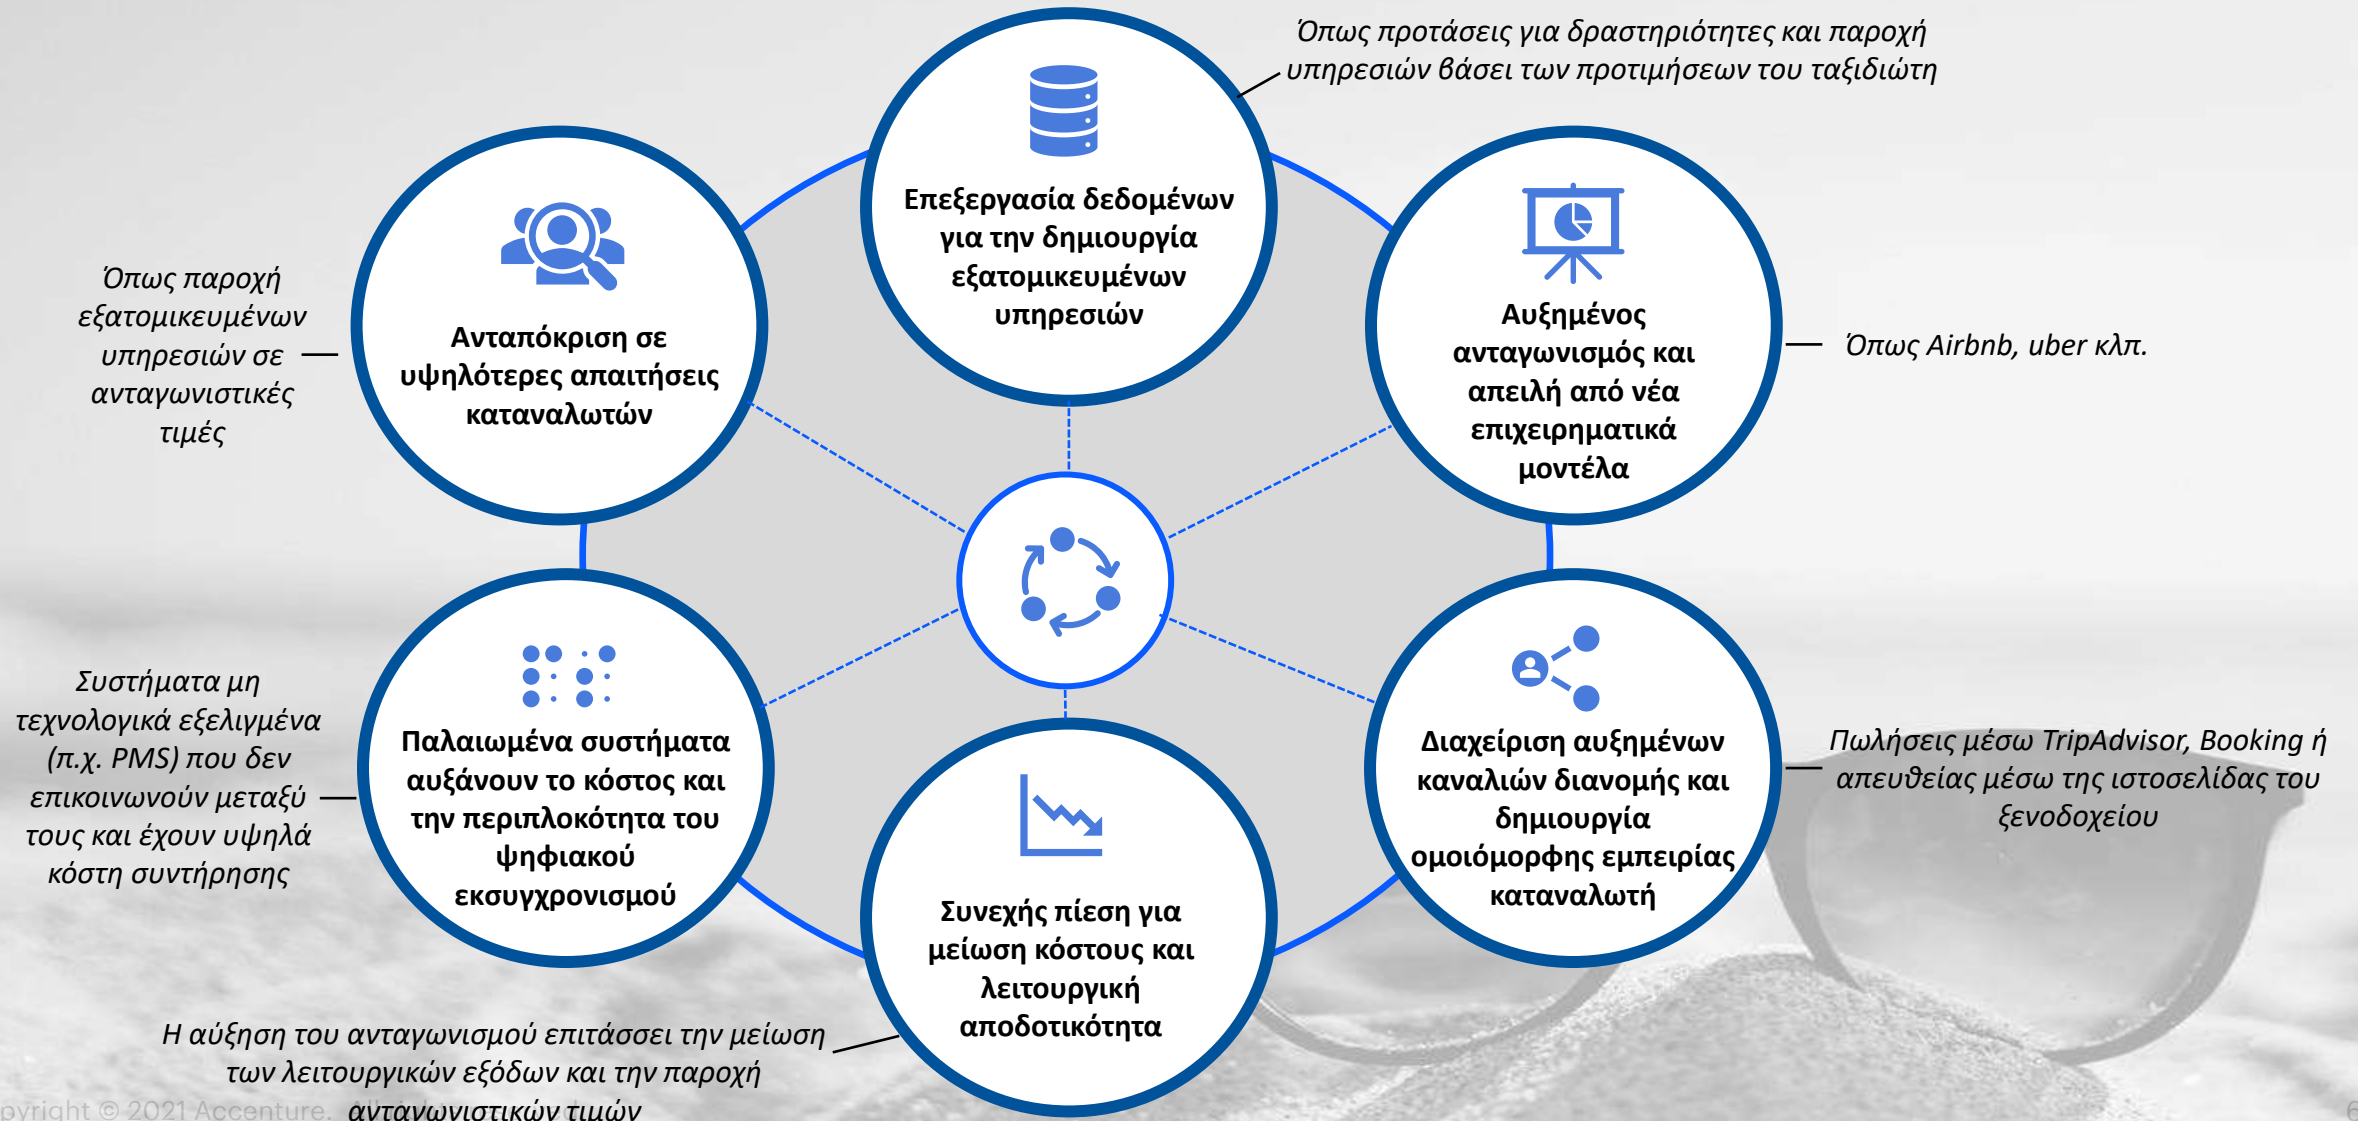 Όπως προτάσεις για δραστηριότητες και παροχή
υπηρεσιών βάσει των προτιμήσεων του ταξιδιώτη
Επεξεργασία δεδομένων
για την δημιουργία
εξατομικευμένων
υπηρεσιών
Όπως παροχή
εξατομικευμένων
υπηρεσιών σε
ανταγωνιστικές
τιμές
Ανταπόκριση σε
υψηλότερες απαιτήσεις
καταναλωτών
Αυξημένος
ανταγωνισμός και
απειλή από νέα
επιχειρηματικά
μοντέλα
Όπως Airbnb, uber κλπ.
Συστήματα μη
τεχνολογικά εξελιγμένα
(π.χ. PMS) που δεν
επικοινωνούν μεταξύ
τους και έχουν υψηλά
κόστη συντήρησης
Παλαιωμένα συστήματα
αυξάνουν το κόστος και
την περιπλοκότητα του
ψηφιακού
εκσυγχρονισμού
Διαχείριση αυξημένων
καναλιών διανομής και
δημιουργία
ομοιόμορφης εμπειρίας
καταναλωτή
Πωλήσεις μέσω TripAdvisor, Booking ή
απευθείας μέσω της ιστοσελίδας του
ξενοδοχείου
Συνεχής πίεση για
μείωση κόστους και
λειτουργική
αποδοτικότητα
Η αύξηση του ανταγωνισμού επιτάσσει την μείωση
των λειτουργικών εξόδων και την παροχή
ανταγωνιστικών τιμών
pyright © 2021 Accenture.
6